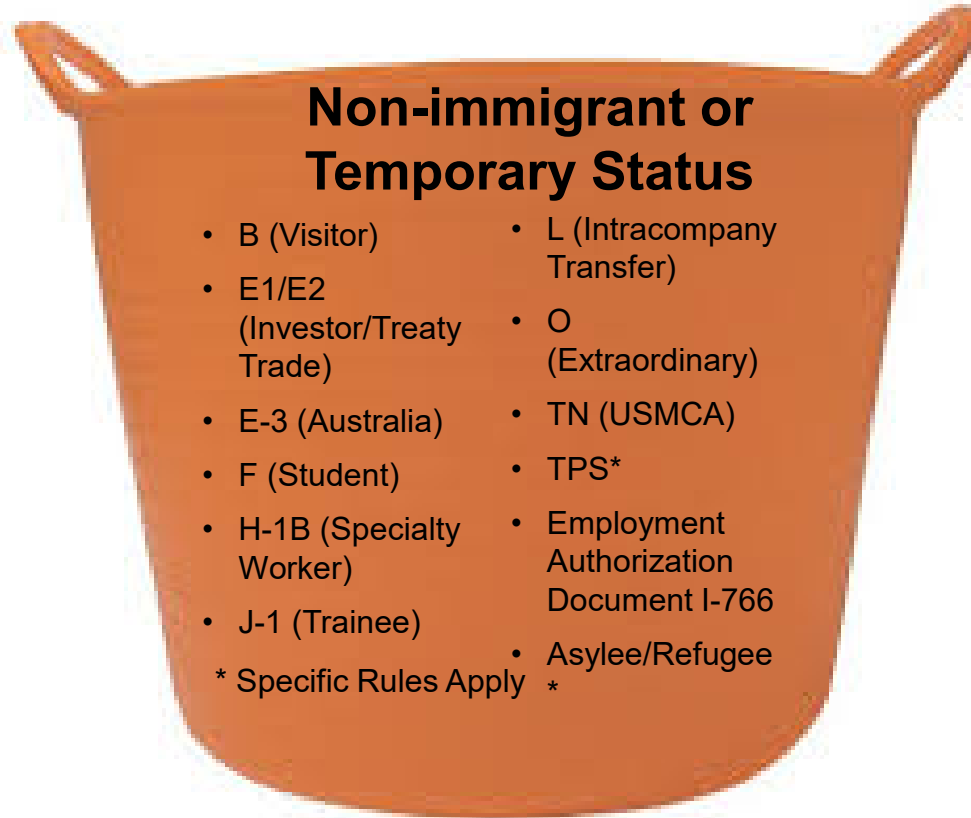 Non-immigrant or
Temporary Status
• B (Visitor)
• E1/E2
(Investor/Treaty
Trade)
• E-3 (Australia)
• F (Student)
• H-1B (Specialty
Worker)
• J-1 (Trainee)
* Specific Rules Apply
• L (Intracompany
Transfer)
• O
(Extraordinary)
• TN (USMCA)
• TPS*
• Employment
Authorization
Document I-766
• Asylee/Refugee
*